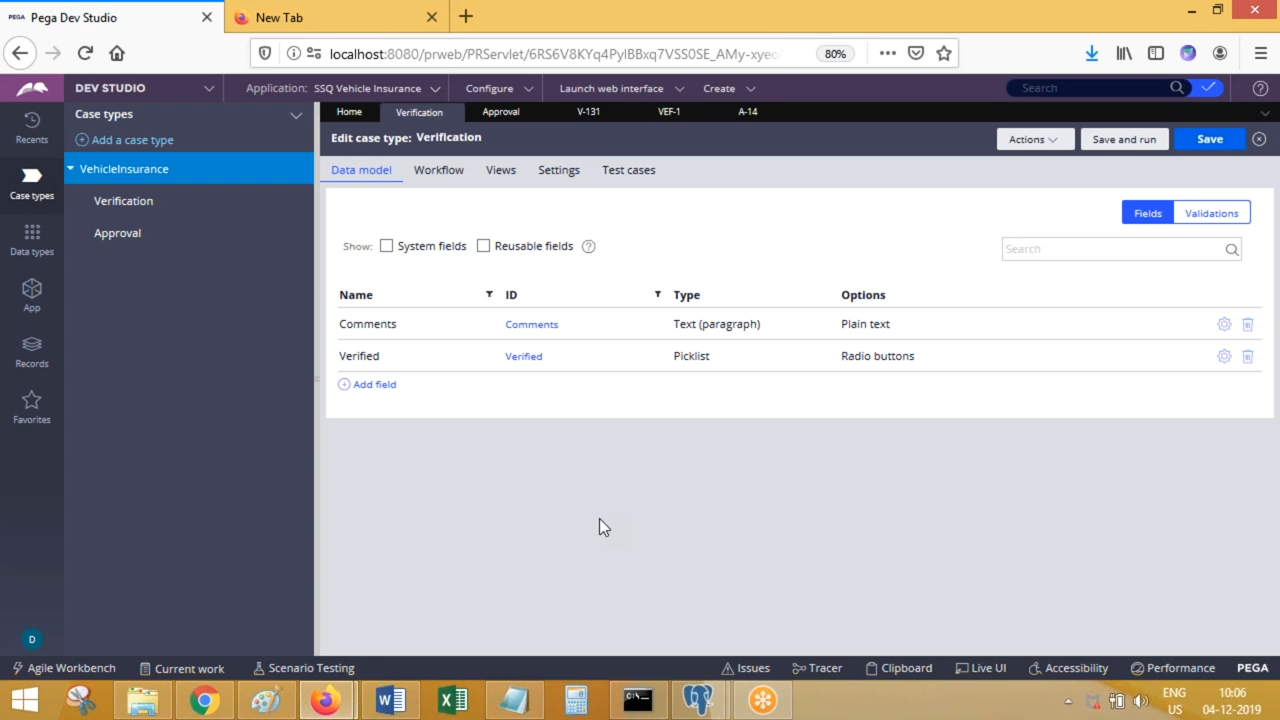 PEGA Pega Dev Studio
New Tab
localhost:8080/prweb/PRServlet/6RS6V8KYq4PylBBxq7VSS0SE_AMy-xyeo
80%
DEV STUDIO
Application: SSQ Vehicle Insurance
Configure
Launch web interface
Create
Search
Recents
Case types
Data types
App
Records
Favorites
D
Case types
Add a case type
VehicleInsurance
Verification
Approval
Home
Verification
Approval
V-131
VEF-1
A-14
Edit case type: Verification
Actions
Save and run
Save
Data model
Workflow
Views
Settings
Test cases
Fields
Validations
Show: System fields Reusable fields ?
Search
Name ID Type Options
Comments Comments Text (paragraph) Plain text
Verified Verified Picklist Radio buttons
Add field
Agile Workbench
Current work
Scenario Testing
Issues
Tracer
Clipboard
Live UI
Accessibility
Performance
PEGA
ENG
US
10:06
04-12-2019